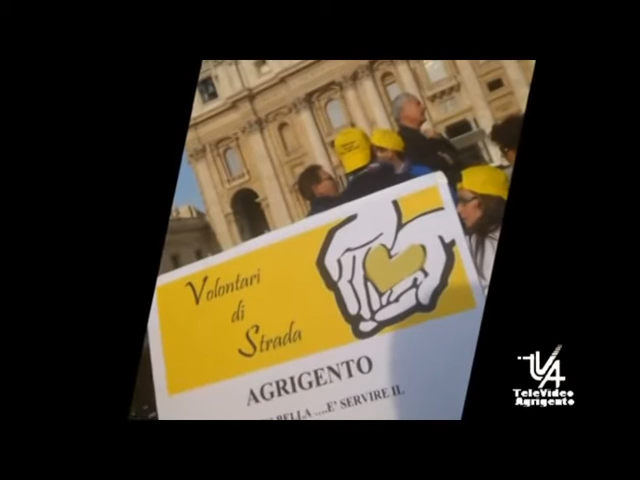 Volontari
di
Strada
AGRIGENTO
BELLA ....E' SERVIRE IL
TeleVideo
Agrigento